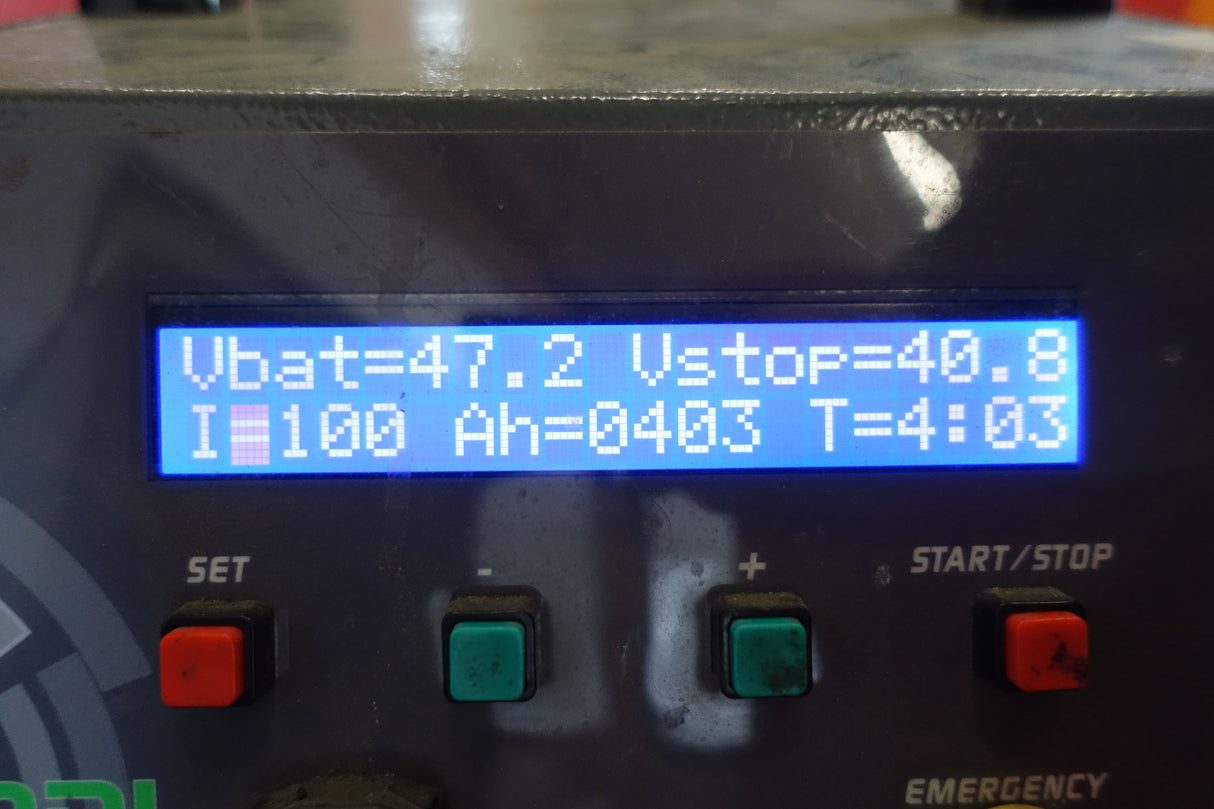 Vbat=47.2 Vstop=40.8
I=100 Ah=0403 T=4:03
SET - + START/STOP
EMERGENCY